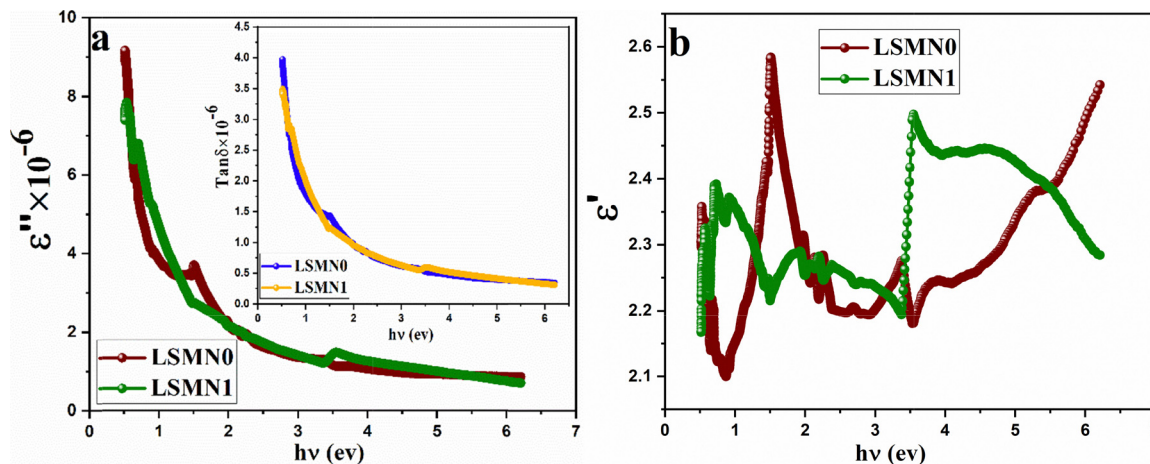 a
ε''×10⁻⁶
10
8
6
4
2
0
0 1 2 3 4 5 6 7
hν (ev)
LSMN0
LSMN1
Tanδ×10⁻⁶
4.5
4.0
3.5
3.0
2.5
2.0
1.5
1.0
0.5
0.0
0 1 2 3 4 5 6
hν (ev)
LSMN0
LSMN1
b
ε'
2.6
2.5
2.4
2.3
2.2
2.1
0 1 2 3 4 5 6
hν (ev)
LSMN0
LSMN1